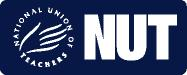 NATIONAL UNION OF TEACHERS
NUT